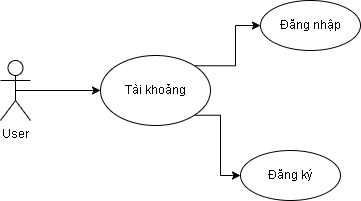 Đăng nhập
Tài khoảng
User
Đăng ký